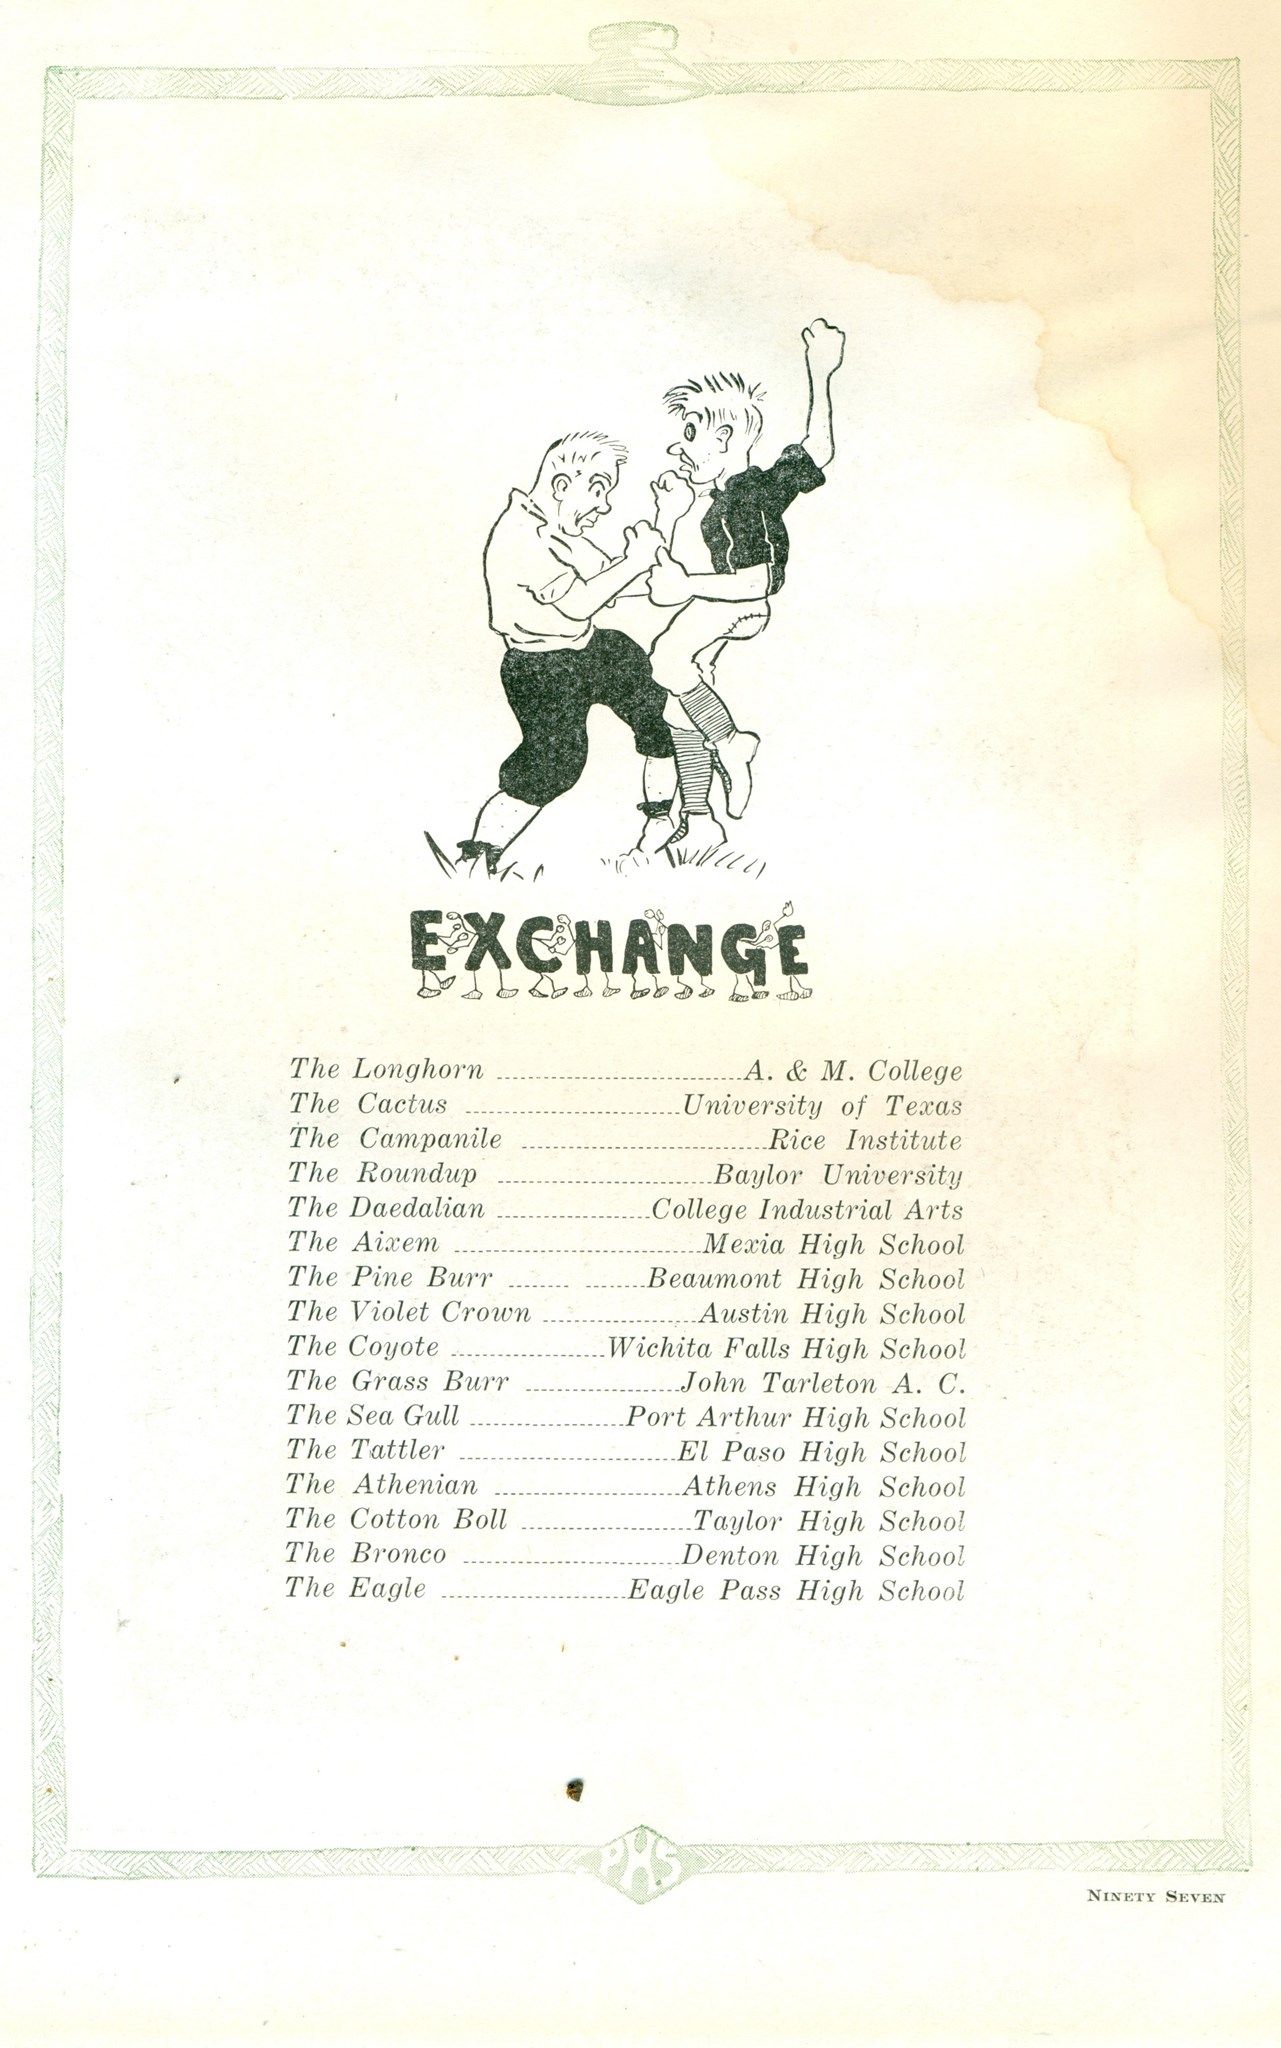 EXCHANGE
The Longhorn ........................ A. & M. College
The Cactus ........................ University of Texas
The Campanile ........................ Rice Institute
The Roundup ........................ Baylor University
The Daedalian ........................ College Industrial Arts
The Aixem ........................ Mexia High School
The Pine Burr ........ ........ Beaumont High School
The Violet Crown ........................ Austin High School
The Coyote ........................ Wichita Falls High School
The Grass Burr ........................ John Tarleton A. C.
The Sea Gull ........................ Port Arthur High School
The Tattler ........................ El Paso High School
The Athenian ........................ Athens High School
The Cotton Boll ........................ Taylor High School
The Bronco ........................ Denton High School
The Eagle ........................ Eagle Pass High School
PHS
NINETY SEVEN